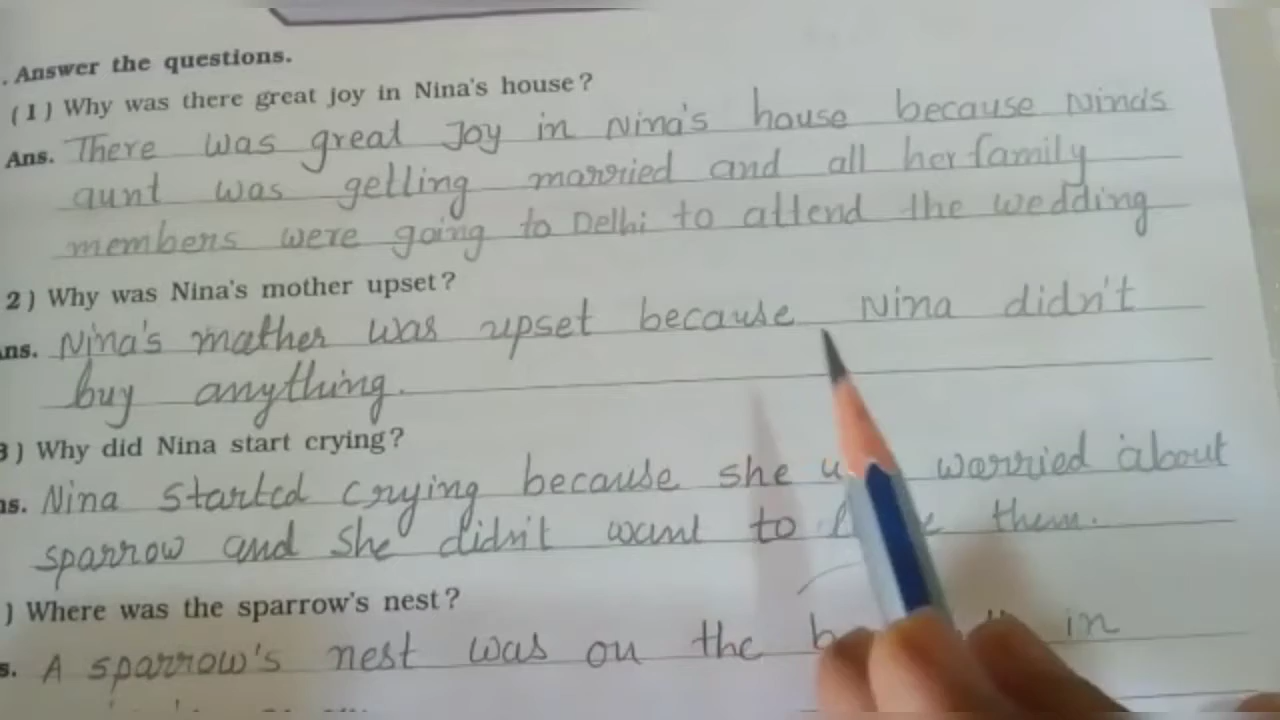 . Answer the questions.
(1) Why was there great joy in Nina's house?
Ans. There was great Joy in Nina's house because Nina's
aunt was getting married and all her family
members were going to Delhi to attend the wedding
2) Why was Nina's mother upset?
ns. Nina's mather was upset because Nina didn't
buy anything.
3) Why did Nina start crying?
ns. Nina started crying because she worried about
sparrow and she didn't want to them.
) Where was the sparrow's nest?
s. A sparrow's nest was on the in